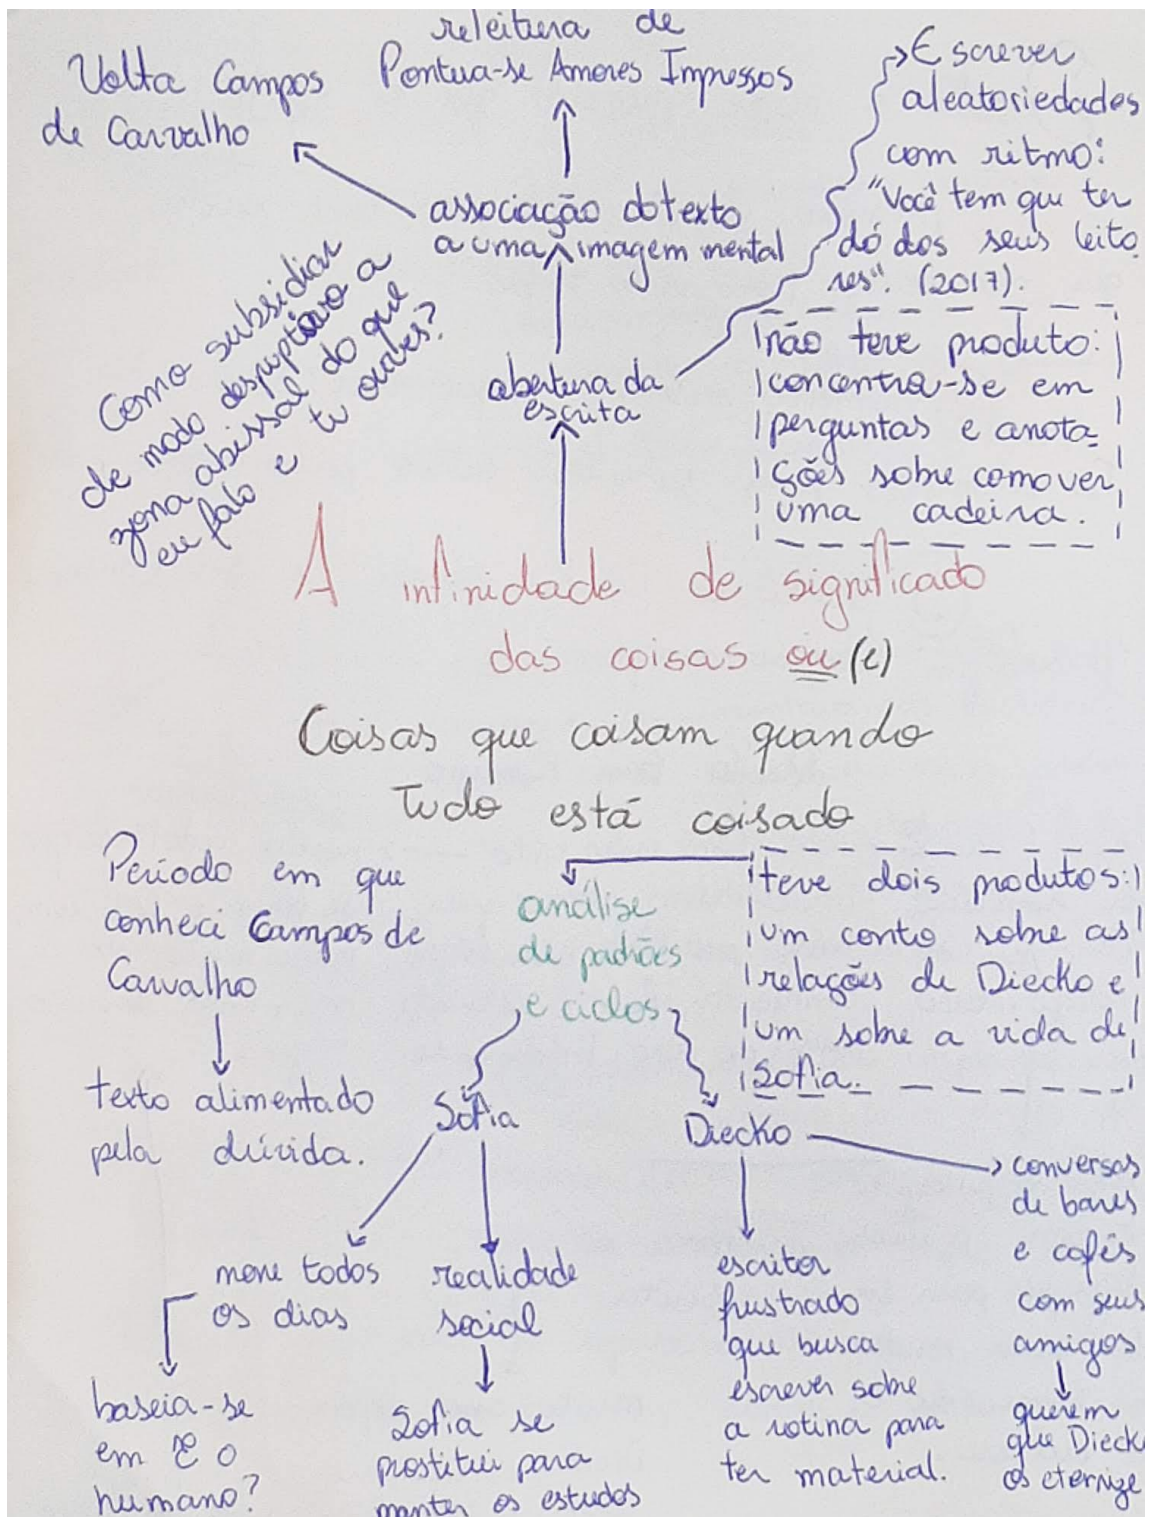 releitura de
Pontua-se Amores Impressos
Volta Campos
de Carvalho
→Escrever
aleatoriedades
com ritmo:
"Você tem que ter
dó dos seus leito
res". (2017).
associação do texto
a uma imagem mental
Como subsidiar
de modo despuptivo a
zona abissal do que
eu falo e tu ouves?
abertura da
escrita
não teve produto:
concentra-se em
perguntas e anota
ções sobre comover
uma cadeira.
A infinidade de significado
das coisas ou (e)
Coisas que coisam quando
Tudo está coisado
Período em que
conheci Campos de
Carvalho
texto alimentado
pela dúvida.
análise
de padrões
e ciclos
teve dois produtos:
um conto sobre as
relações de Diecko e
um sobre a vida de
Sofia.
Sofia
Diecko
conversas
de bares
e cafés
com seus
amigos
querem
que Dieck
os eternize
morre todos
os dias
baseia-se
em E o
humano?
realidade
social
Sofia se
prostitui para
manter os estudos
escritor
frustrado
que busca
escrever sobre
a rotina para
ter material.